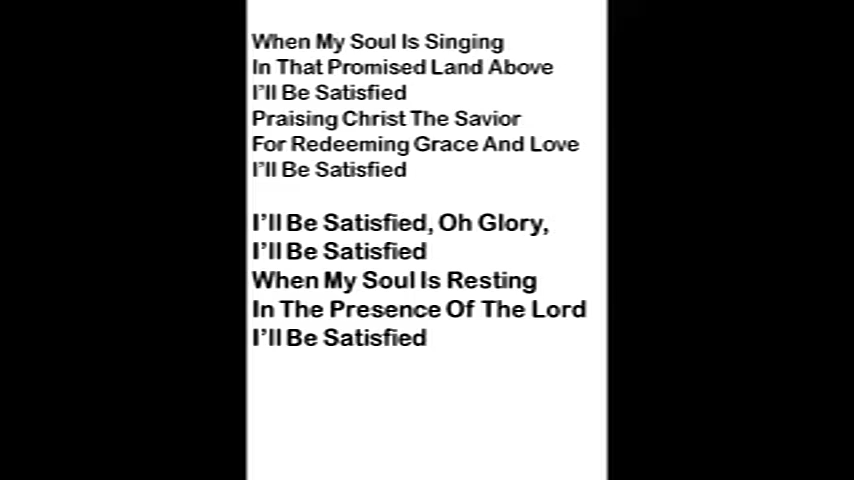 When My Soul Is Singing
In That Promised Land Above
I'll Be Satisfied
Praising Christ The Savior
For Redeeming Grace And Love
I'll Be Satisfied
I'll Be Satisfied, Oh Glory,
I'll Be Satisfied
When My Soul Is Resting
In The Presence Of The Lord
I'll Be Satisfied